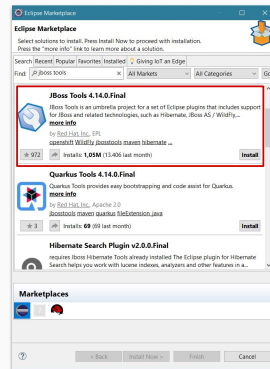 Eclipse Marketplace
Eclipse Marketplace
Select solutions to install. Press Install Now to proceed with installation.
Press the "more info" link to learn more about a solution.
Search Recent Popular Favorites Installed Giving IoT an Edge
Find: jboss tools All Markets All Categories Go
JBoss Tools 4.14.0.Final
JBoss Tools is an umbrella project for a set of Eclipse plugins that includes support
for JBoss and related technologies, such as Hibernate, JBoss AS / WildFly,...
more info
by Red Hat, Inc., EPL
openshift WildFly jbosstools maven hibernate ...
972 Installs: 1,05M (13.406 last month) Install
Quarkus Tools 4.14.0.Final
Quarkus Tools provides easy bootstrapping and code assist for Quarkus.
more info
by Red Hat, Inc., Apache 2.0
jbosstools maven quarkus fileExtension_java
3 Installs: 69 (69 last month) Install
Hibernate Search Plugin v2.0.0.Final
requires Jboss Hibernate Tools already installed The Eclipse plugin for Hibernate
Search helps you work with lucene indexes, analyzers and other features in a...
Marketplaces
? < Back Install Now > Finish Cancel